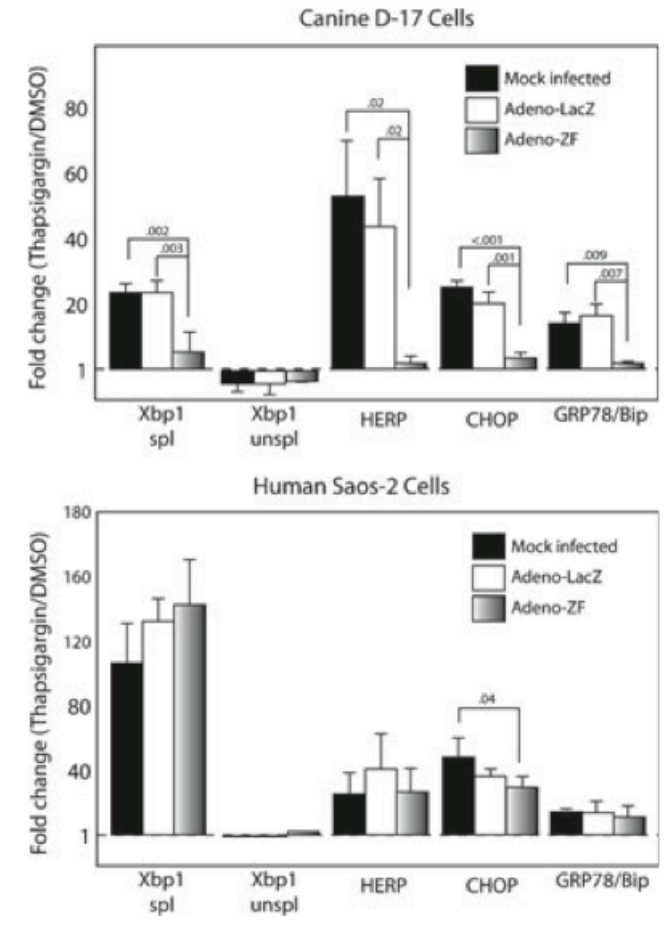 Canine D-17 Cells
Fold change (Thapsigargin/DMSO)
80
60
40
20
1
Mock infected
Adeno-LacZ
Adeno-ZF
.002
.003
.02
.02
<.001
.001
.009
.007
Xbp1
spl
Xbp1
unspl
HERP
CHOP
GRP78/Bip
Human Saos-2 Cells
Fold change (Thapsigargin/DMSO)
180
160
120
80
40
1
Mock infected
Adeno-LacZ
Adeno-ZF
.04
Xbp1
spl
Xbp1
unspl
HERP
CHOP
GRP78/Bip